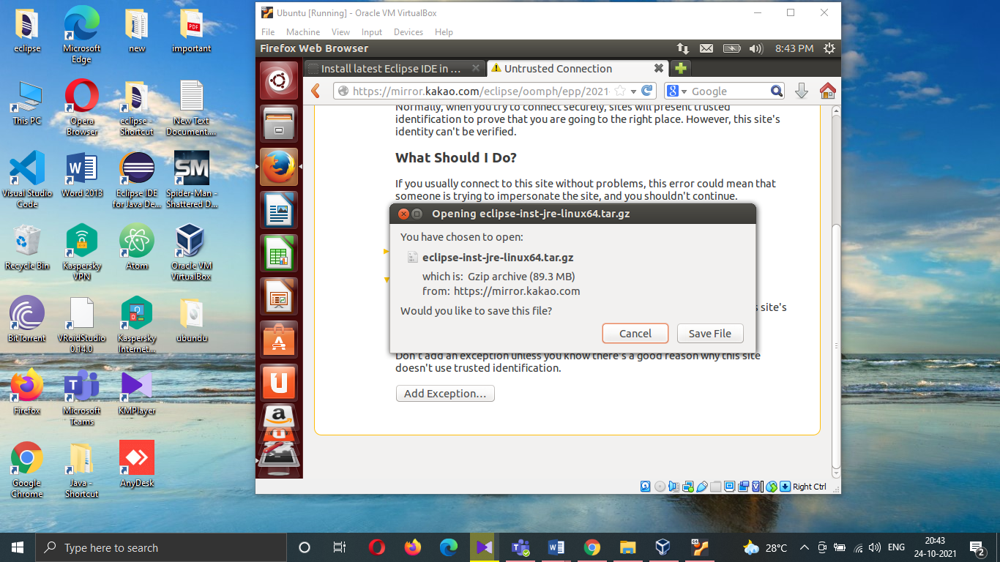 eclipse
Microsoft
Edge
new
important
This PC
Opera
Browser
eclipse -
Shortcut
New Text
Document....
Visual Studio
Code
Word 2013
Eclipse IDE
for Java De...
Spider-Man -
Shattered D...
Recycle Bin
Kaspersky
VPN
Atom
Oracle VM
VirtualBox
BitTorrent
VRoidStudio
0.14.0
Kaspersky
Internet...
ubundu
Firefox
Microsoft
Teams
KMPlayer
Google
Chrome
Java -
Shortcut
AnyDesk
Ubuntu [Running] - Oracle VM VirtualBox
File Machine View Input Devices Help
Firefox Web Browser
8:43 PM
Install latest Eclipse IDE in ...
Untrusted Connection
https://mirror.kakao.com/eclipse/oomph/epp/2021-
Google
Normally, when you try to connect securely, sites will present trusted
identification to prove that you are going to the right place. However, this site's
identity can't be verified.
What Should I Do?
If you usually connect to this site without problems, this error could mean that
someone is trying to impersonate the site, and you shouldn't continue.
Opening eclipse-inst-jre-linux64.tar.gz
You have chosen to open:
eclipse-inst-jre-linux64.tar.gz
which is: Gzip archive (89.3 MB)
from: https://mirror.kakao.com
Would you like to save this file?
Cancel
Save File
site's
Don't add an exception unless you know there's a good reason why this site
doesn't use trusted identification.
Add Exception...
Right Ctrl
Type here to search
28°C
ENG
20:43
24-10-2021
2